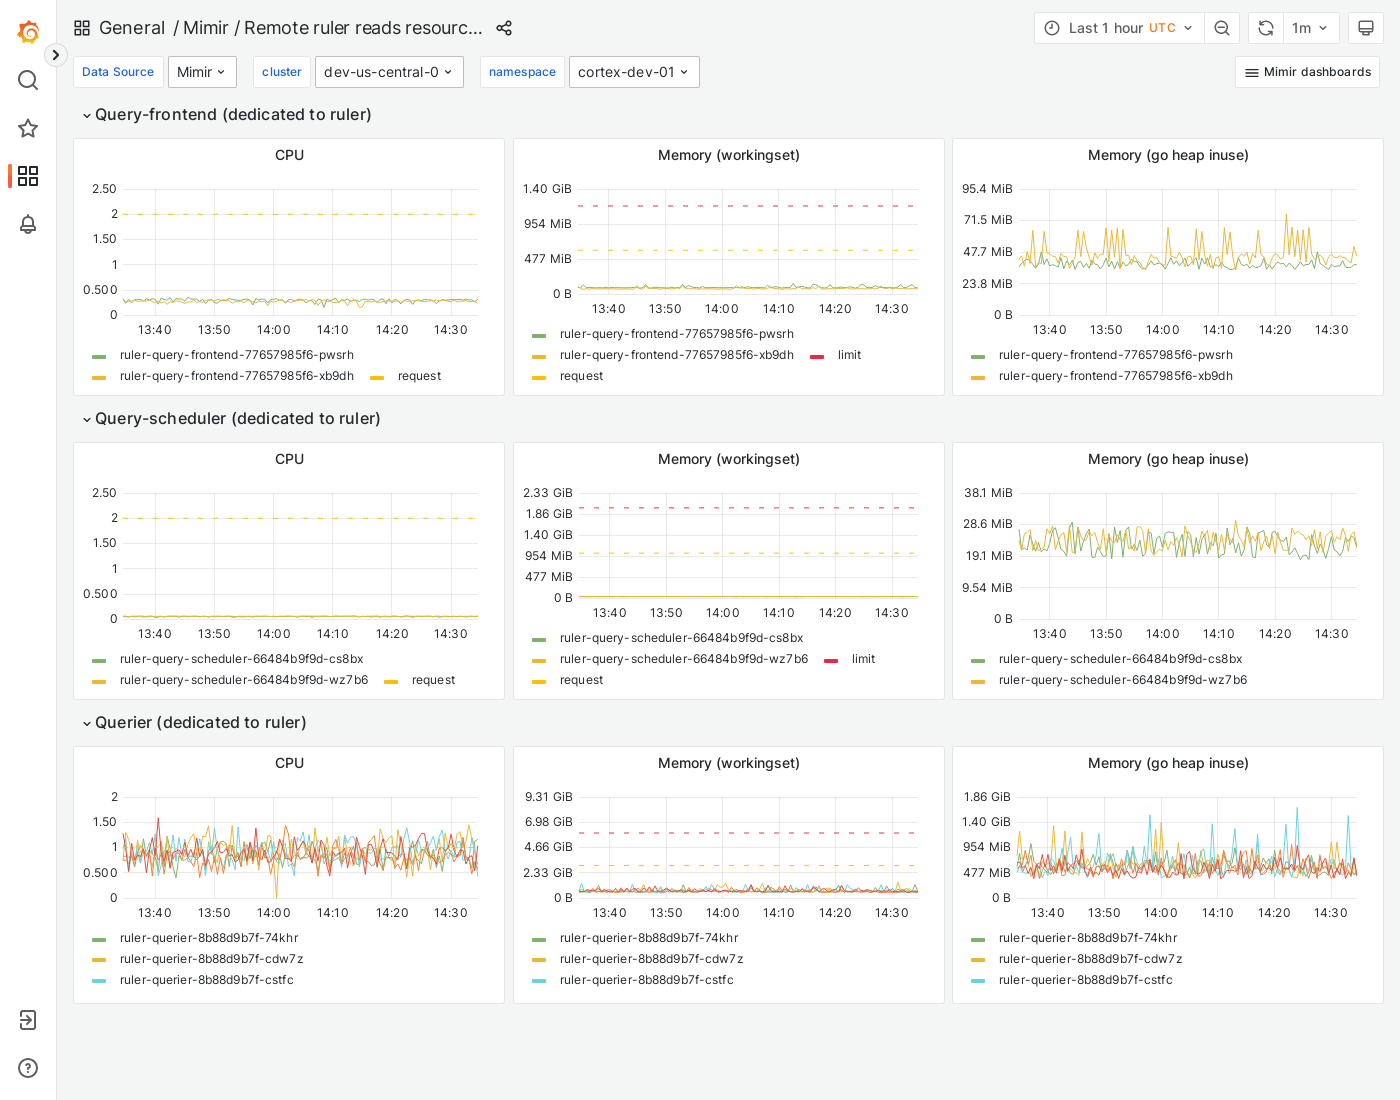 General / Mimir / Remote ruler reads resourc...
Last 1 hour UTC
1m
Data Source Mimir cluster dev-us-central-0 namespace cortex-dev-01 Mimir dashboards
Query-frontend (dedicated to ruler)
CPU
2.50
2
1.50
1
0.500
0
13:40 13:50 14:00 14:10 14:20 14:30
ruler-query-frontend-77657985f6-pwsrh
ruler-query-frontend-77657985f6-xb9dh request
Memory (workingset)
1.40 GiB
954 MiB
477 MiB
0 B
13:40 13:50 14:00 14:10 14:20 14:30
ruler-query-frontend-77657985f6-pwsrh
ruler-query-frontend-77657985f6-xb9dh limit
request
Memory (go heap inuse)
95.4 MiB
71.5 MiB
47.7 MiB
23.8 MiB
0 B
13:40 13:50 14:00 14:10 14:20 14:30
ruler-query-frontend-77657985f6-pwsrh
ruler-query-frontend-77657985f6-xb9dh
Query-scheduler (dedicated to ruler)
CPU
2.50
2
1.50
1
0.500
0
13:40 13:50 14:00 14:10 14:20 14:30
ruler-query-scheduler-66484b9f9d-cs8bx
ruler-query-scheduler-66484b9f9d-wz7b6 request
Memory (workingset)
2.33 GiB
1.86 GiB
1.40 GiB
954 MiB
477 MiB
0 B
13:40 13:50 14:00 14:10 14:20 14:30
ruler-query-scheduler-66484b9f9d-cs8bx
ruler-query-scheduler-66484b9f9d-wz7b6 limit
request
Memory (go heap inuse)
38.1 MiB
28.6 MiB
19.1 MiB
9.54 MiB
0 B
13:40 13:50 14:00 14:10 14:20 14:30
ruler-query-scheduler-66484b9f9d-cs8bx
ruler-query-scheduler-66484b9f9d-wz7b6
Querier (dedicated to ruler)
CPU
2
1.50
1
0.500
0
13:40 13:50 14:00 14:10 14:20 14:30
ruler-querier-8b88d9b7f-74khr
ruler-querier-8b88d9b7f-cdw7z
ruler-querier-8b88d9b7f-cstfc
Memory (workingset)
9.31 GiB
6.98 GiB
4.66 GiB
2.33 GiB
0 B
13:40 13:50 14:00 14:10 14:20 14:30
ruler-querier-8b88d9b7f-74khr
ruler-querier-8b88d9b7f-cdw7z
ruler-querier-8b88d9b7f-cstfc
Memory (go heap inuse)
1.86 GiB
1.40 GiB
954 MiB
477 MiB
0 B
13:40 13:50 14:00 14:10 14:20 14:30
ruler-querier-8b88d9b7f-74khr
ruler-querier-8b88d9b7f-cdw7z
ruler-querier-8b88d9b7f-cstfc